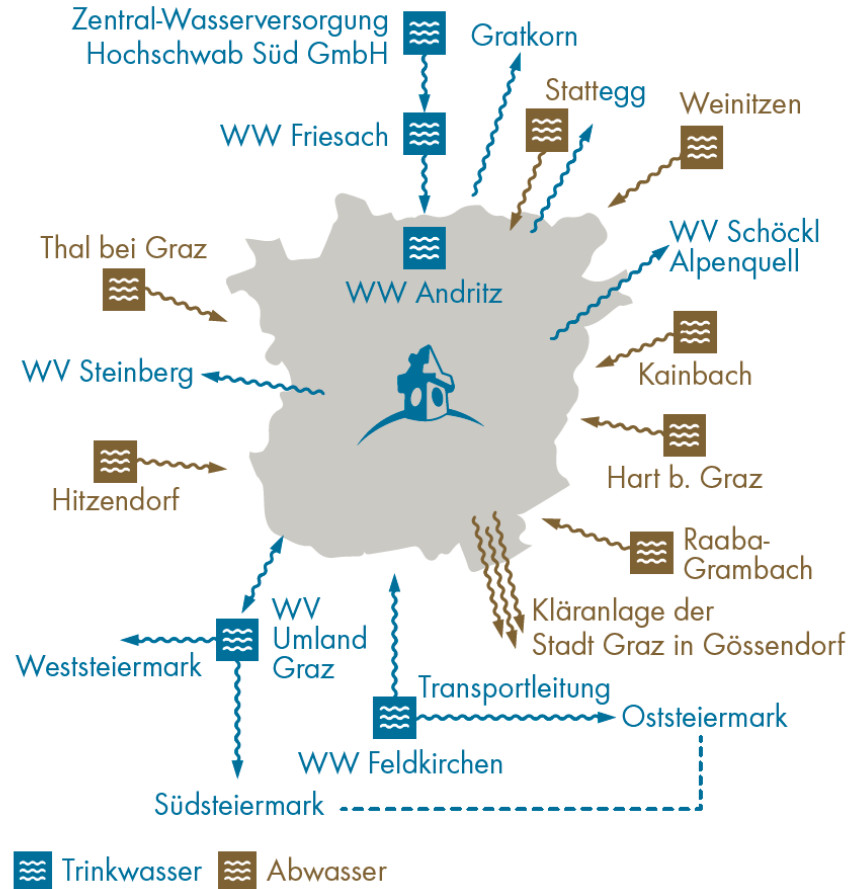 Zentral-Wasserversorgung
Hochschwab Süd GmbH
Gratkorn
Stattegg
Weinitzen
WW Friesach
Thal bei Graz
WV Schöckl
Alpenquell
WW Andritz
WV Steinberg
Kainbach
Hitzendorf
Hart b. Graz
Raaba-
Grambach
WV
Umland
Graz
Kläranlage der
Stadt Graz in Gössendorf
Weststeiermark
Transportleitung
Oststeiermark
WW Feldkirchen
Südsteiermark
Trinkwasser
Abwasser